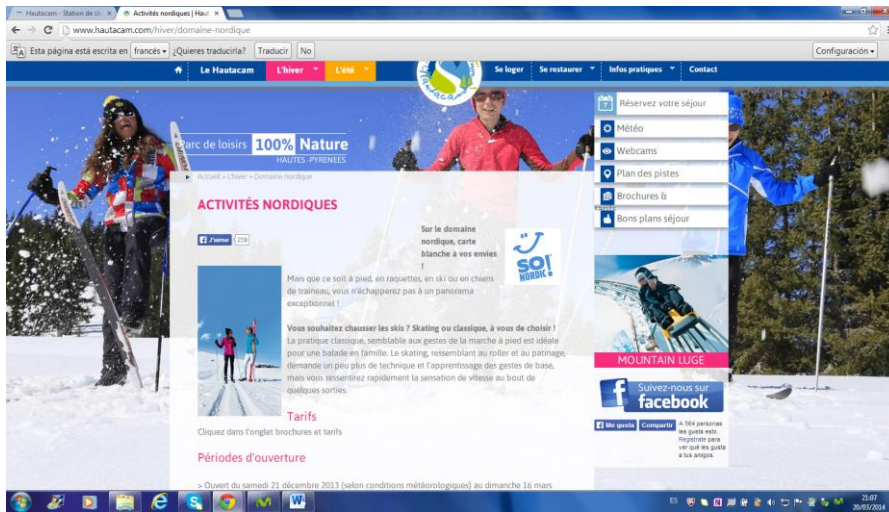 Hautacam - Station de sk
Activités nordiques | Haut
www.hautacam.com/hiver/domaine-nordique
Esta página está escrita en francés ¿Quieres traducirla? Traducir No Configuración
Le Hautacam L'hiver L'été Se loger Se restaurer Infos pratiques Contact
Hautacam
Parc de loisirs 100% Nature
HAUTES-PYRENEES
Accueil » L'hiver » Domaine nordique
ACTIVITÉS NORDIQUES
J'aime 239
Sur le domaine
nordique, carte
blanche à vos envies
!
SOL
NORDIC!
Mais que ce soit à pied, en raquettes, en ski ou en chiens
de traineau, vous n'échapperez pas à un panorama
exceptionnel !
Vous souhaitez chausser les skis ? Skating ou classique, à vous de choisir !
La pratique classique, semblable aux gestes de la marche à pied est idéale
pour une balade en famille. Le skating, ressemblant au roller et au patinage,
demande un peu plus de technique et l'apprentissage des gestes de base,
mais vous ressentirez rapidement la sensation de vitesse au bout de
quelques sorties.
Tarifs
Cliquez dans l'onglet brochures et tarifs
Périodes d'ouverture
> Ouvert du samedi 21 décembre 2013 (selon conditions météorologiques) au dimanche 16 mars
Réservez votre séjour
Météo
Webcams
Plan des pistes
Brochures &
Bons plans séjour
MOUNTAIN LUGE
Suivez-nous sur
facebook
Me gusta Compartir
A 564 personas
les gusta esto.
Regístrate para
ver qué les gusta
a tus amigos.
ES
21:07
20/03/2014